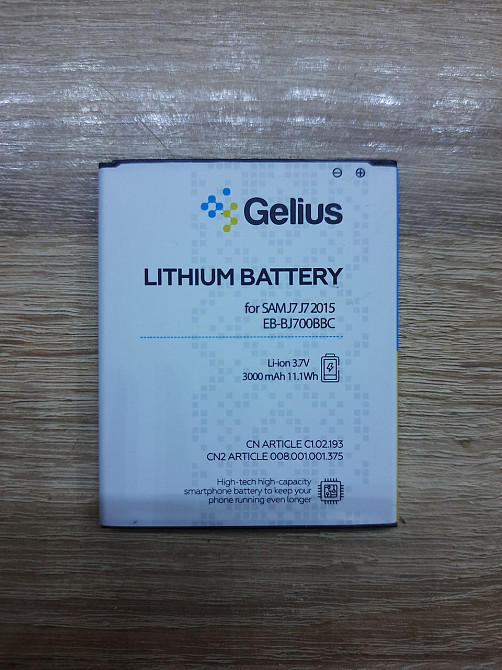 ⊖ ⊕
Gelius
LITHIUM BATTERY
for SAM J7 J7 2015
EB-BJ700BBC
Li-ion 3.7V
3000 mAh 11.1Wh
CN ARTICLE C1.02.193
CN2 ARTICLE 008.001.001.375
High-tech high-capacity
smartphone battery to keep your
phone running even longer